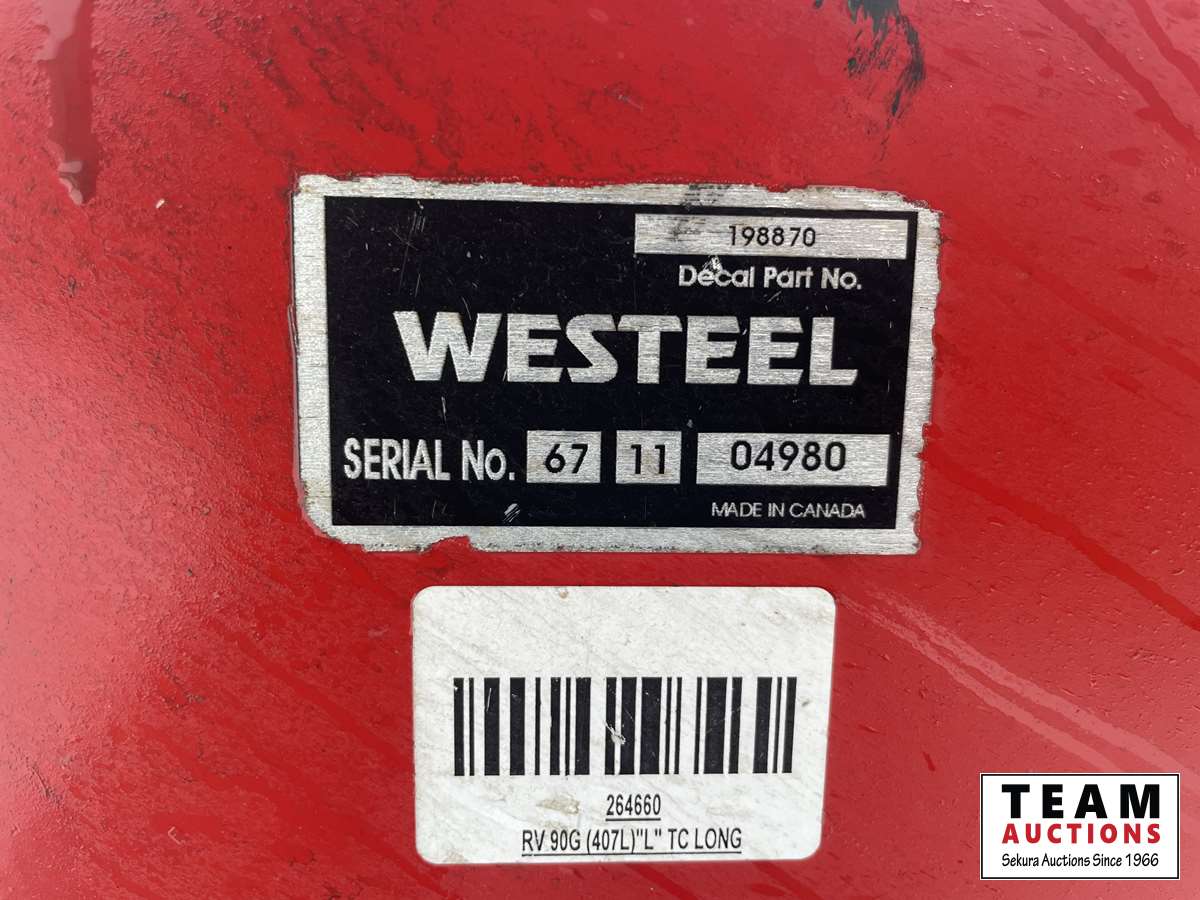 198870
Decal Part No.
WESTEEL
SERIAL No. 67 11 04980
MADE IN CANADA
264660
RV 90G (407L)"L" TC LONG
TEAM
AUCTIONS
Sekura Auctions Since 1966